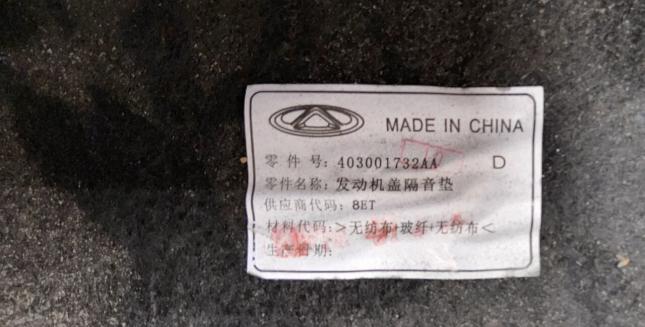 MADE IN CHINA
零件号: 403001732AA D
零件名称: 发动机盖隔音垫
供应商代码: 8ET
材料代码: >无纺布+玻纤+无纺布<
生产日期: